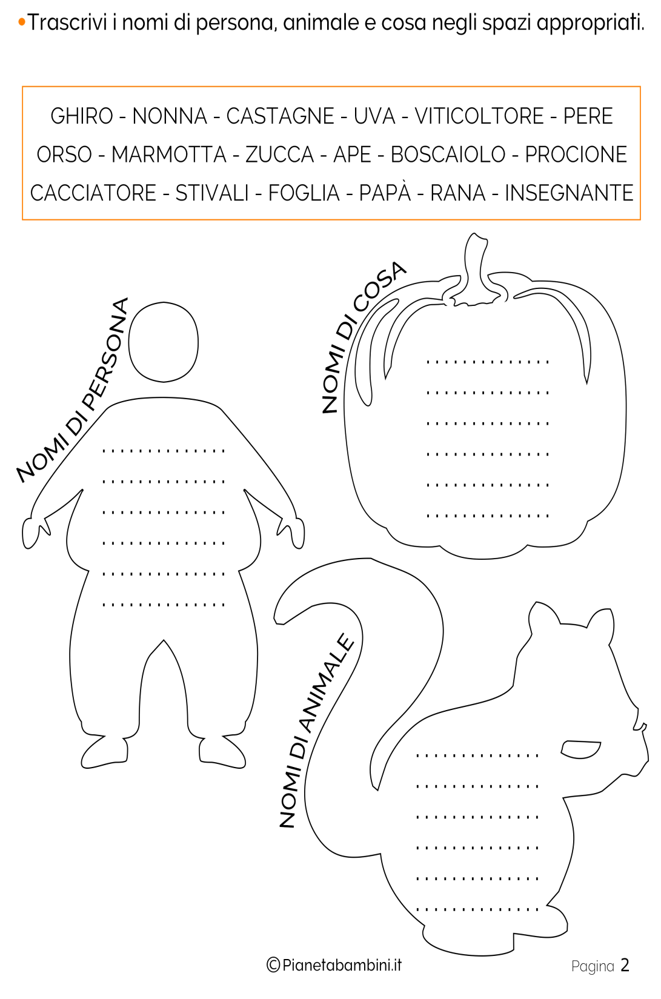 •Trascrivi i nomi di persona, animale e cosa negli spazi appropriati.
GHIRO - NONNA - CASTAGNE - UVA - VITICOLTORE - PERE
ORSO - MARMOTTA - ZUCCA - APE - BOSCAIOLO - PROCIONE
CACCIATORE - STIVALI - FOGLIA - PAPÀ - RANA - INSEGNANTE
NOMI DI PERSONA
NOMI DI COSA
NOMI DI ANIMALE
©Pianetabambini.it
Pagina 2